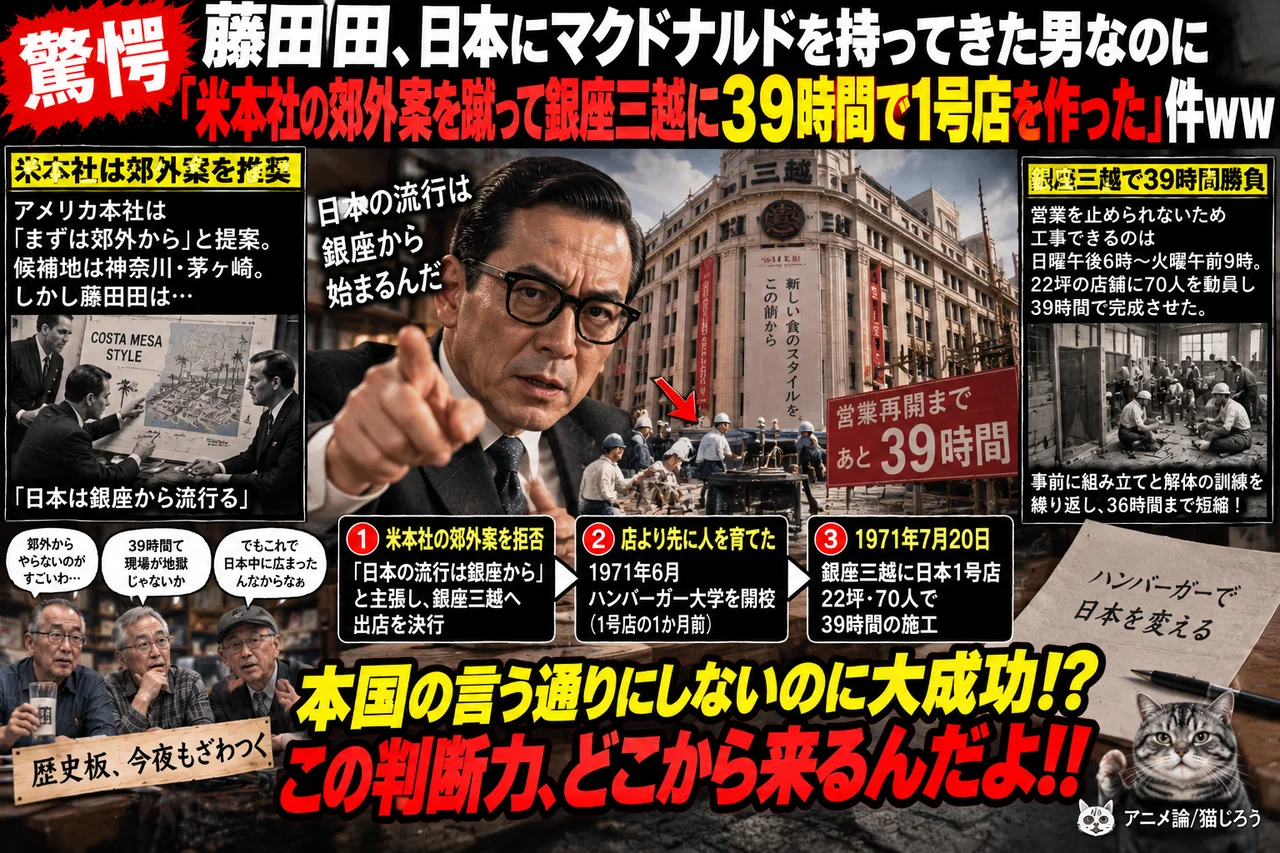 驚愕
藤田田、日本にマクドナルドを持ってきた男なのに
「米本社の郊外案を蹴って銀座三越に39時間で1号店を作った」件ww
米本社は郊外案を推奨
アメリカ本社は
「まずは郊外から」と提案。
候補地は神奈川・茅ヶ崎。
しかし藤田田は…
COSTA MESA
STYLE
「日本は銀座から流行る」
日本の流行は
銀座から
始まるんだ
三越
新しい食のスタイルを、
この街から
営業再開まで
あと39時間
銀座三越で39時間勝負
営業を止められないため
工事できるのは
日曜午後6時～火曜午前9時。
22坪の店舗に70人を動員し
39時間で完成させた。
事前に組み立てと解体の訓練を
繰り返し、36時間まで短縮！
郊外から
やらないのが
すごいわ…
39時間て
現場が地獄
じゃないか
でもこれで
日本中に広まった
んなからなぁ
歴史板、今夜もざわつく
1 米本社の郊外案を拒否
「日本の流行は銀座から」
と主張し、銀座三越へ
出店を決行
2 店より先に人を育てた
1971年6月
ハンバーガー大学を開校
（1号店の1か月前）
3 1971年7月20日
銀座三越に日本1号店
22坪・70人で
39時間の施工
ハンバーガーで
日本を変える
本国の言う通りにしないのに大成功!?
この判断力、どこから来るんだよ!!
アニメ論/猫じろう